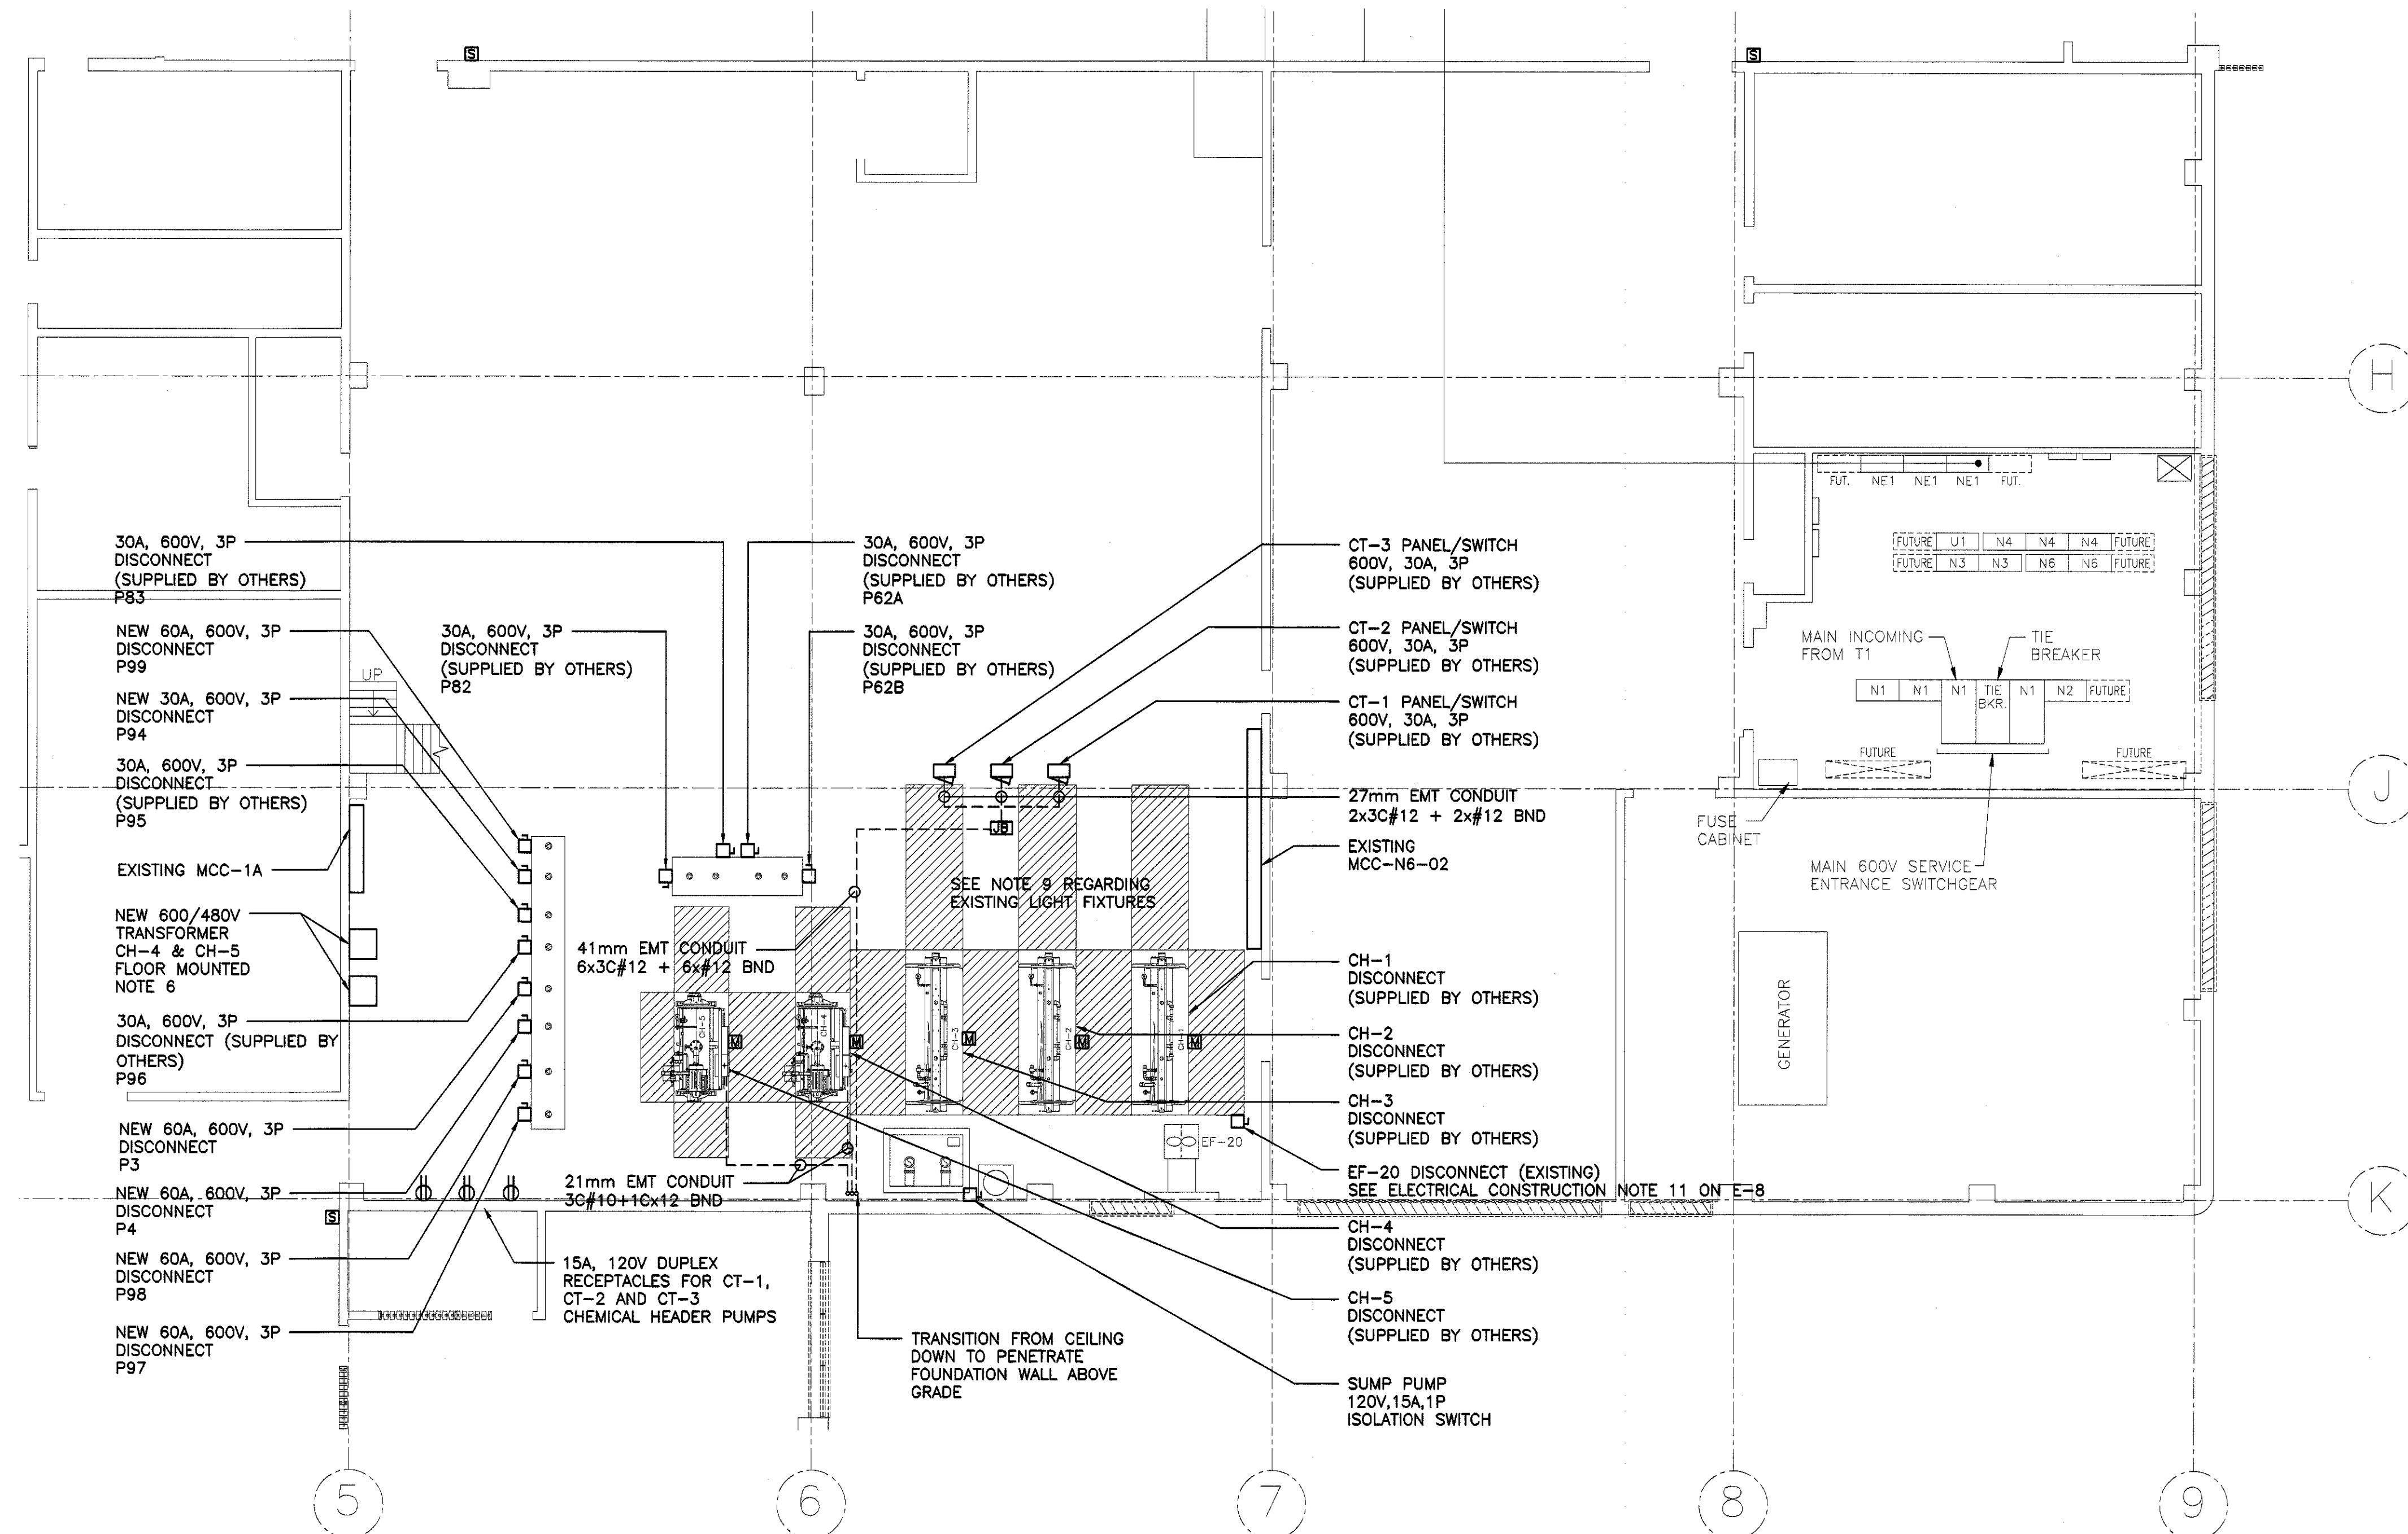 S
S
H
FUT.
NE1
NE1
NE1
FUT.
30A, 600V, 3P
DISCONNECT
(SUPPLIED BY OTHERS)
P83
30A, 600V, 3P
DISCONNECT
(SUPPLIED BY OTHERS)
P62A
CT-3 PANEL/SWITCH
600V, 30A, 3P
(SUPPLIED BY OTHERS)
FUTURE
U1
N4
N4
N4
FUTURE
FUTURE
N3
N3
N6
N6
FUTURE
NEW 60A, 600V, 3P
DISCONNECT
P99
30A, 600V, 3P
DISCONNECT
(SUPPLIED BY OTHERS)
P82
30A, 600V, 3P
DISCONNECT
(SUPPLIED BY OTHERS)
P62B
CT-2 PANEL/SWITCH
600V, 30A, 3P
(SUPPLIED BY OTHERS)
MAIN INCOMING
FROM T1
TIE
BREAKER
UP
NEW 30A, 600V, 3P
DISCONNECT
P94
CT-1 PANEL/SWITCH
600V, 30A, 3P
(SUPPLIED BY OTHERS)
N1
N1
N1
TIE
BKR.
N1
N2
FUTURE
30A, 600V, 3P
DISCONNECT
(SUPPLIED BY OTHERS)
P95
FUTURE
FUTURE
J
27mm EMT CONDUIT
2x3C#12 + 2x#12 BND
JB
FUSE
CABINET
EXISTING MCC-1A
EXISTING
MCC-N6-02
MAIN 600V SERVICE
ENTRANCE SWITCHGEAR
SEE NOTE 9 REGARDING
EXISTING LIGHT FIXTURES
NEW 600/480V
TRANSFORMER
CH-4 & CH-5
FLOOR MOUNTED
NOTE 6
41mm EMT CONDUIT
6x3C#12 + 6x#12 BND
CH-1
DISCONNECT
(SUPPLIED BY OTHERS)
30A, 600V, 3P
DISCONNECT (SUPPLIED BY
OTHERS)
P96
CH-5
M
CH-4
M
CH-3
M
CH-2
M
CH-1
M
CH-2
DISCONNECT
(SUPPLIED BY OTHERS)
GENERATOR
CH-3
DISCONNECT
(SUPPLIED BY OTHERS)
NEW 60A, 600V, 3P
DISCONNECT
P3
EF-20
EF-20 DISCONNECT (EXISTING)
SEE ELECTRICAL CONSTRUCTION NOTE 11 ON E-8
21mm EMT CONDUIT
3C#10+1Cx12 BND
NEW 60A, 600V, 3P
DISCONNECT
P4
K
S
CH-4
DISCONNECT
(SUPPLIED BY OTHERS)
NEW 60A, 600V, 3P
DISCONNECT
P98
15A, 120V DUPLEX
RECEPTACLES FOR CT-1,
CT-2 AND CT-3
CHEMICAL HEADER PUMPS
CH-5
DISCONNECT
(SUPPLIED BY OTHERS)
NEW 60A, 600V, 3P
DISCONNECT
P97
TRANSITION FROM CEILING
DOWN TO PENETRATE
FOUNDATION WALL ABOVE
GRADE
SUMP PUMP
120V,15A,1P
ISOLATION SWITCH
5
6
7
8
9